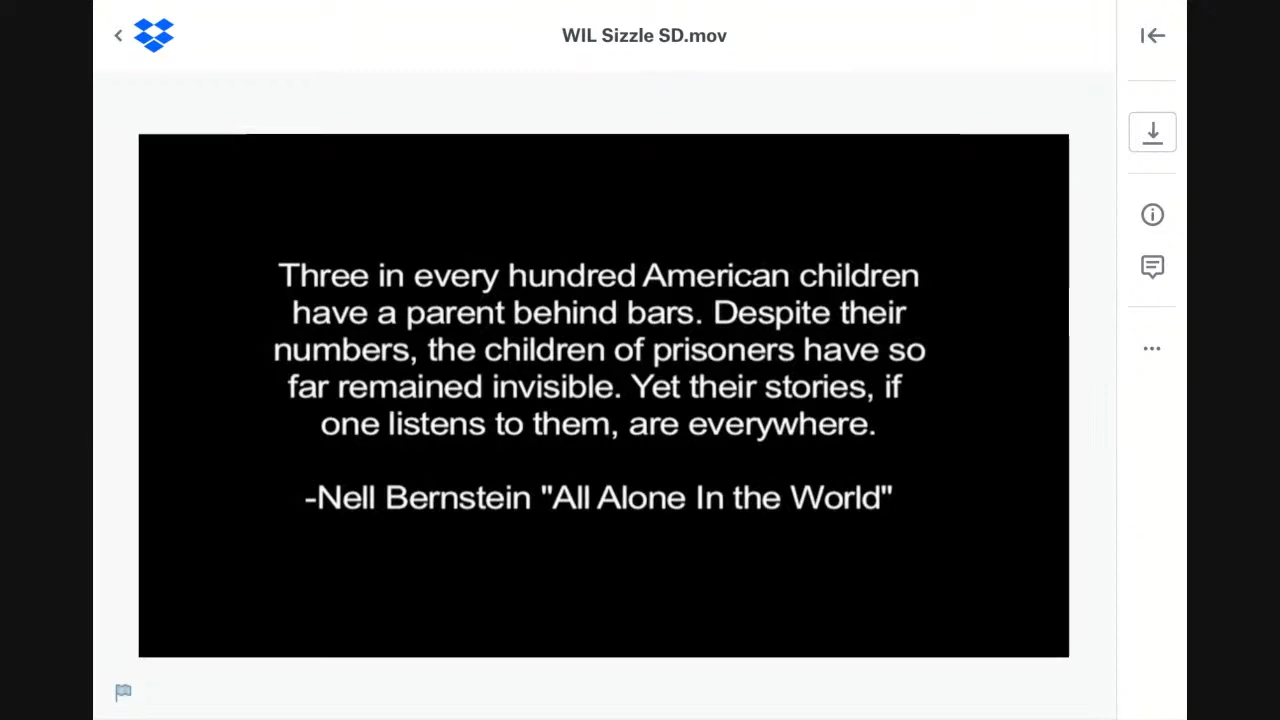 WIL Sizzle SD.mov
Three in every hundred American children
have a parent behind bars. Despite their
numbers, the children of prisoners have so
far remained invisible. Yet their stories, if
one listens to them, are everywhere.
-Nell Bernstein "All Alone In the World"